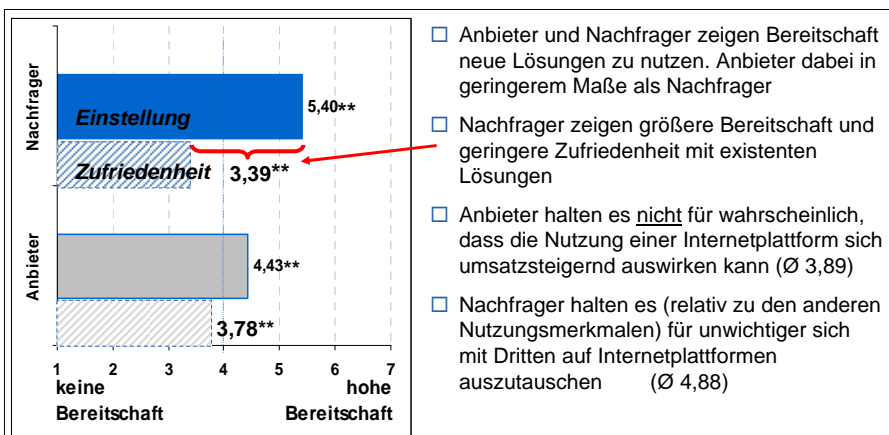 Nachfrager
Einstellung
5,40**
Zufriedenheit
3,39**
Anbieter
4,43**
3,78**
1 2 3 4 5 6 7
keine hohe
Bereitschaft Bereitschaft
Anbieter und Nachfrager zeigen Bereitschaft
neue Lösungen zu nutzen. Anbieter dabei in
geringerem Maße als Nachfrager
Nachfrager zeigen größere Bereitschaft und
geringere Zufriedenheit mit existenten
Lösungen
Anbieter halten es nicht für wahrscheinlich,
dass die Nutzung einer Internetplattform sich
umsatzsteigernd auswirken kann (Ø 3,89)
Nachfrager halten es (relativ zu den anderen
Nutzungsmerkmalen) für unwichtiger sich
mit Dritten auf Internetplattformen
auszutauschen (Ø 4,88)